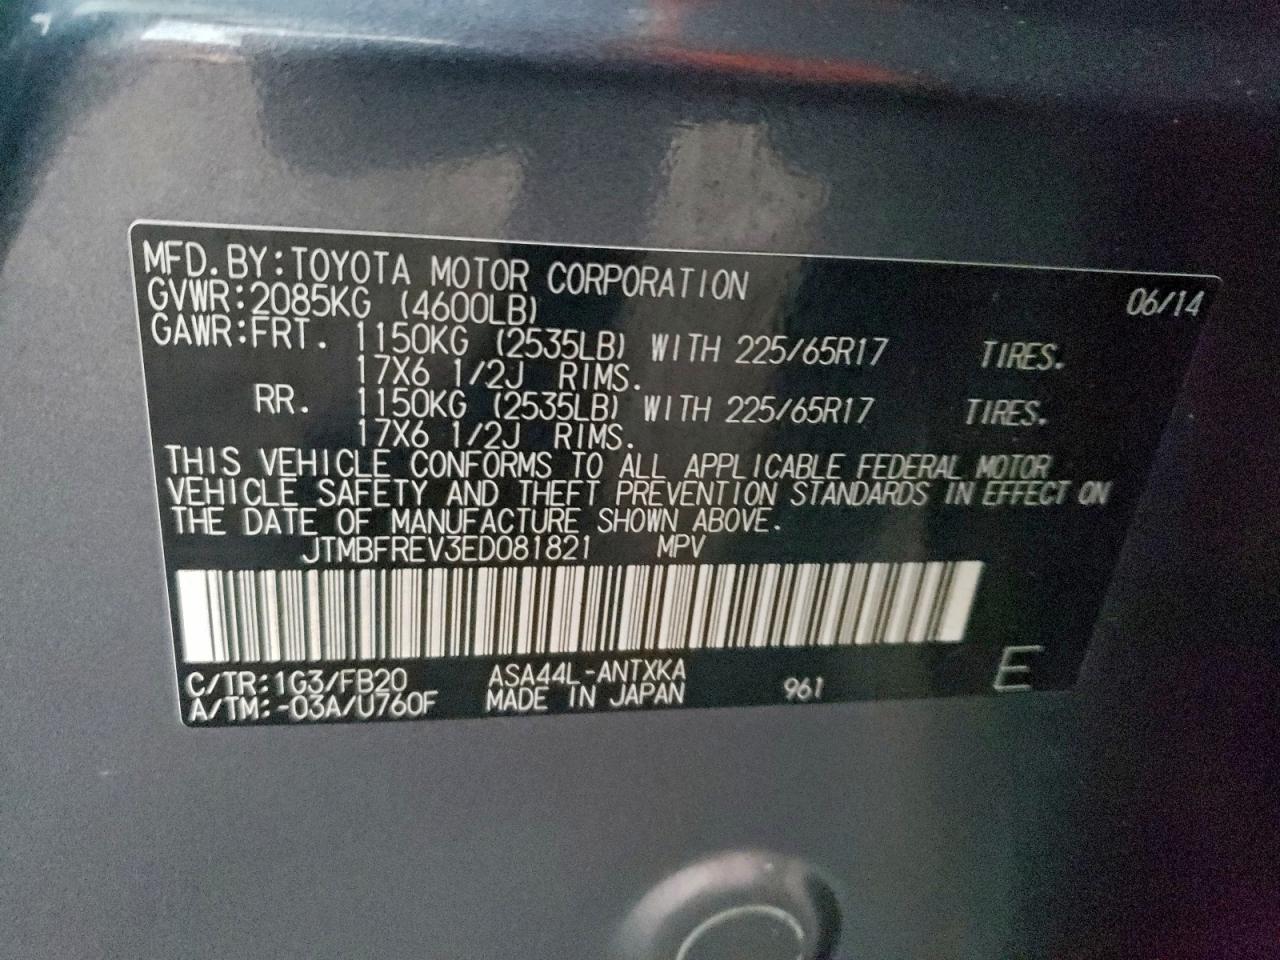 MFD. BY: TOYOTA MOTOR CORPORATION 06/14
GVWR: 2085KG (4600LB)
GAWR: FRT. 1150KG (2535LB) WITH 225/65R17 TIRES.
17X6 1/2J RIMS.
RR. 1150KG (2535LB) WITH 225/65R17 TIRES.
17X6 1/2J RIMS.
THIS VEHICLE CONFORMS TO ALL APPLICABLE FEDERAL MOTOR
VEHICLE SAFETY AND THEFT PREVENTION STANDARDS IN EFFECT ON
THE DATE OF MANUFACTURE SHOWN ABOVE.
JTMBFREV3ED081821 MPV
C/TR: 1G3/FB20 ASA44L-ANTXKA
A/TM: -03A/U760F MADE IN JAPAN 961 E